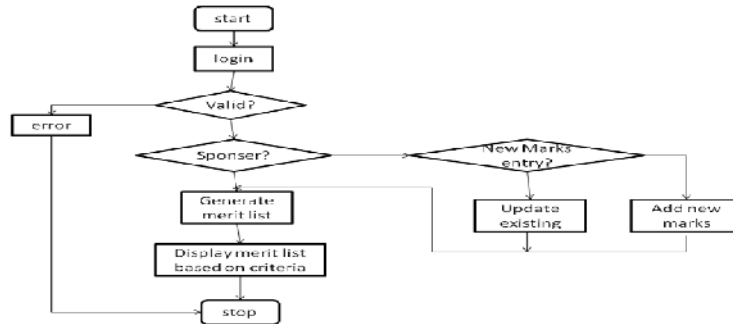 start
login
Valid?
error
Sponser?
New Marks
entry?
Generate
merit list
Update
existing
Add new
marks
Display merit list
based on criteria
stop